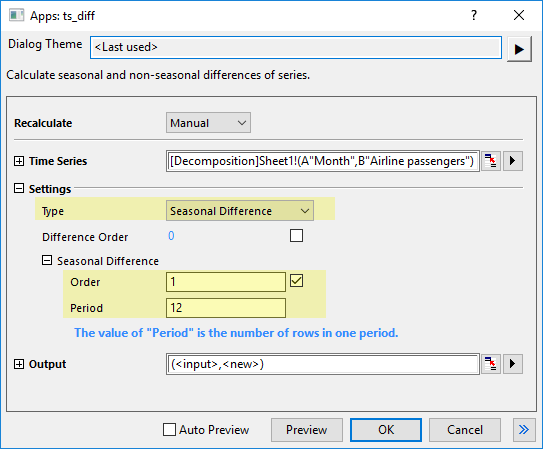 Apps: ts_diff
Dialog Theme <Last used>
Calculate seasonal and non-seasonal differences of series.
Recalculate Manual
Time Series [Decomposition]Sheet1!(A"Month",B"Airline passengers")
Settings
Type Seasonal Difference
Difference Order 0
Seasonal Difference
Order 1
Period 12
The value of "Period" is the number of rows in one period.
Output (<input>,<new>)
Auto Preview Preview OK Cancel